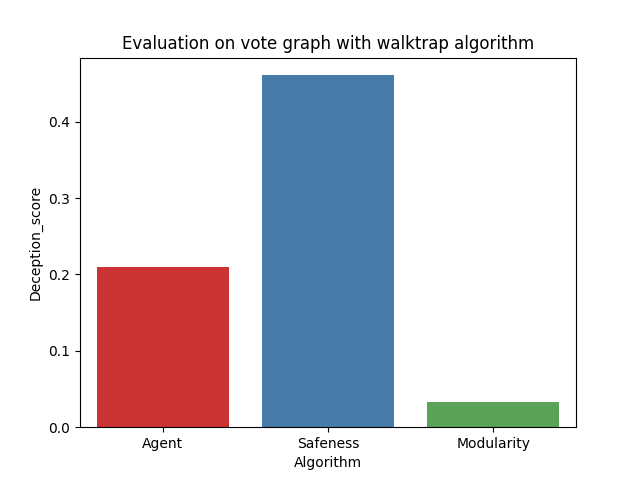 Evaluation on vote graph with walktrap algorithm
Deception_score
0.4
0.3
0.2
0.1
0.0
Agent Safeness Modularity
Algorithm